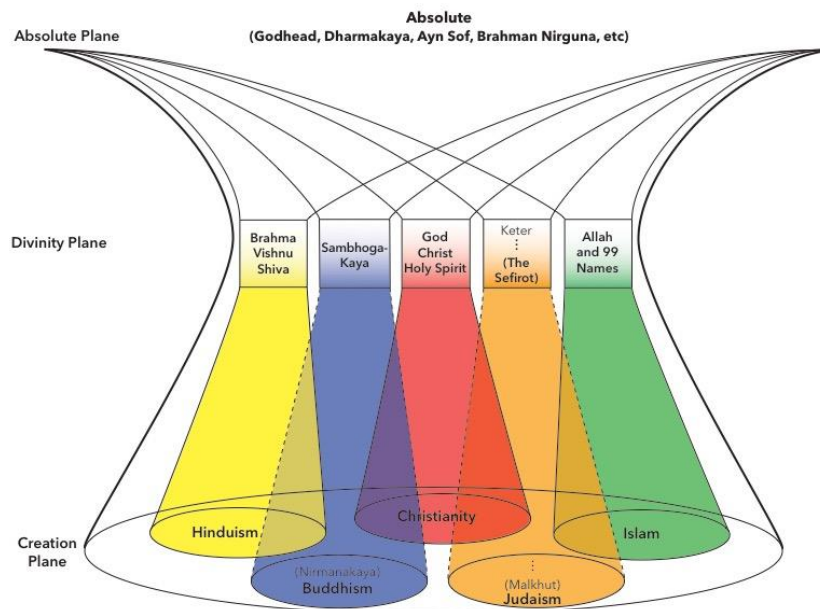 Absolute
Absolute Plane
(Godhead, Dharmakaya, Ayn Sof, Brahman Nirguna, etc)
Divinity Plane
Brahma
Vishnu
Shiva
Sambhoga-
Kaya
God
Christ
Holy Spirit
Keter
⋮
(The
Sefirot)
Allah
and 99
Names
Creation
Plane
Hinduism
(Nirmanakaya)
Buddhism
Christianity
⋮
(Malkhut)
Judaism
Islam